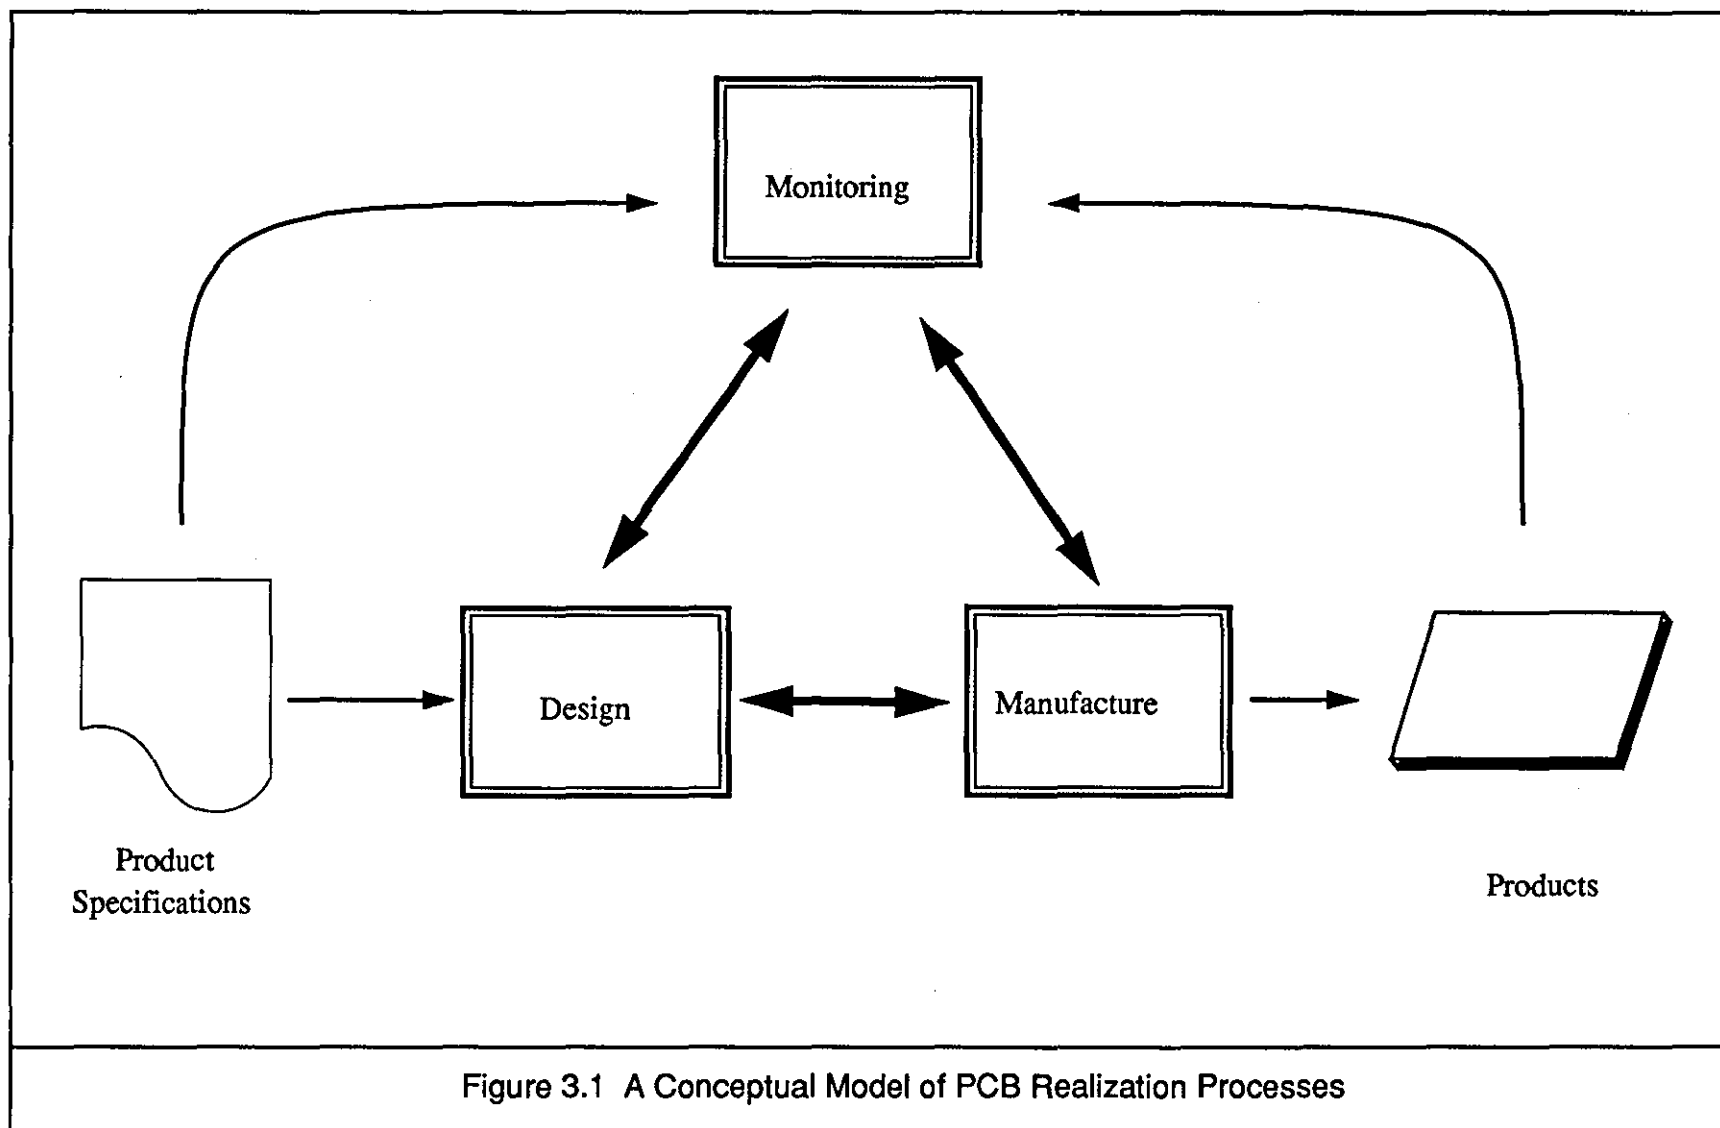 Monitoring
Design
Manufacture
Product
Specifications
Products
Figure 3.1 A Conceptual Model of PCB Realization Processes